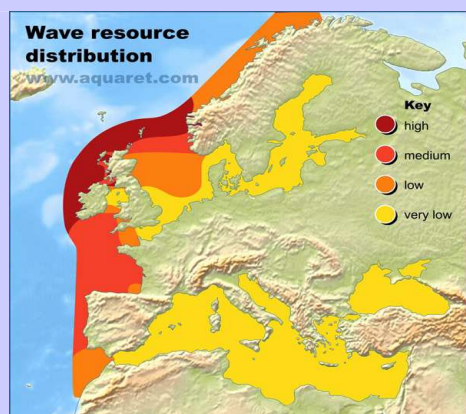 Wave resource
distribution
www.aquaret.com
Key
high
medium
low
very low